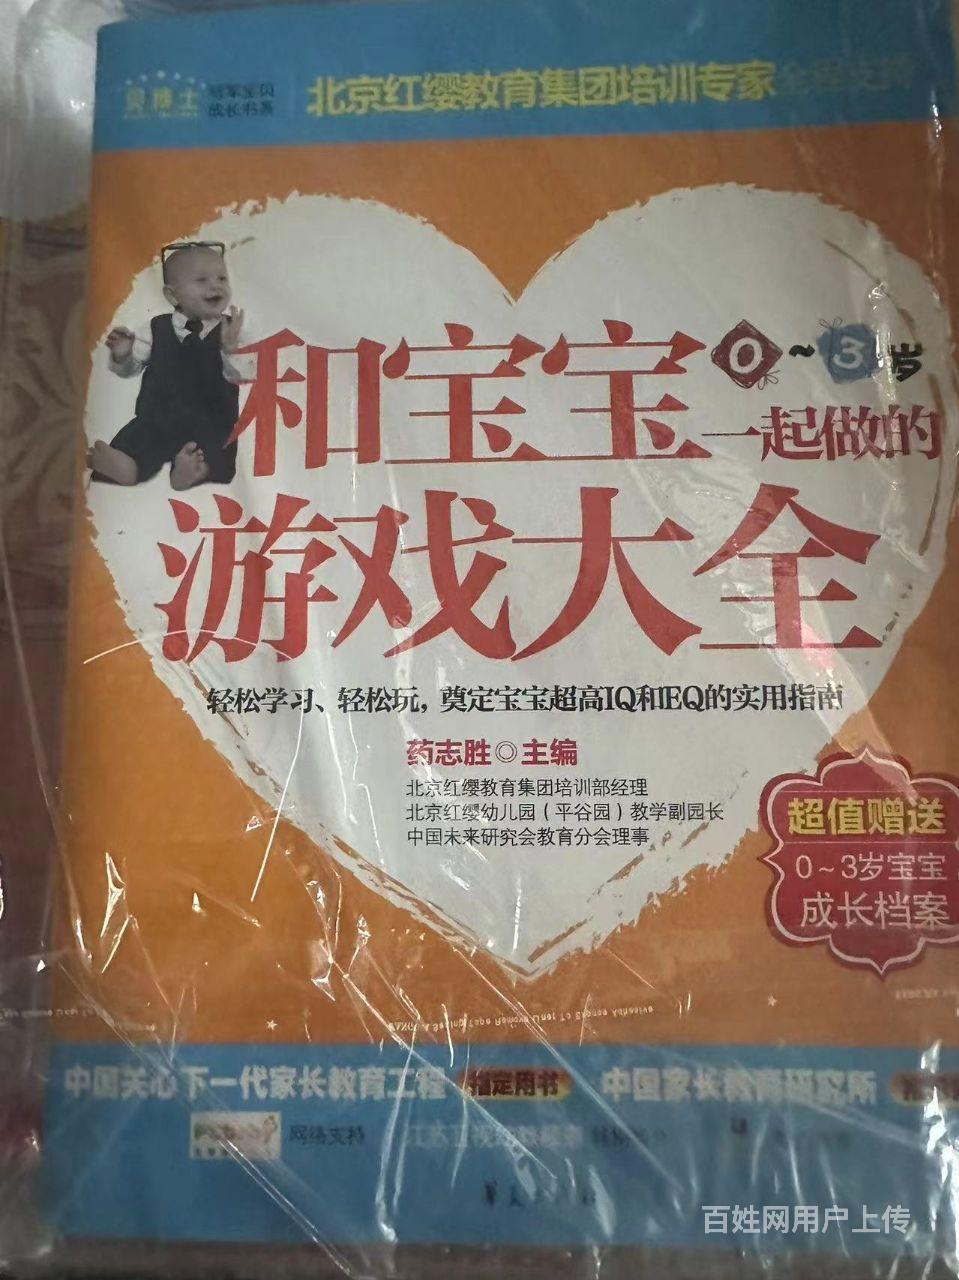 成长书系
北京红缨教育集团培训专家
和宝宝
0~3岁
一起做的
游戏大全
轻松学习、轻松玩，奠定宝宝超高IQ和EQ的实用指南
药志胜◎主编
北京红缨教育集团培训部经理
北京红缨幼儿园（平谷园）教学副园长
中国未来研究会教育分会理事
超值赠送
0~3岁宝宝
成长档案
中国关心下一代家长教育工程 指定用书 中国家长教育研究所
网络支持
百姓网用户上传